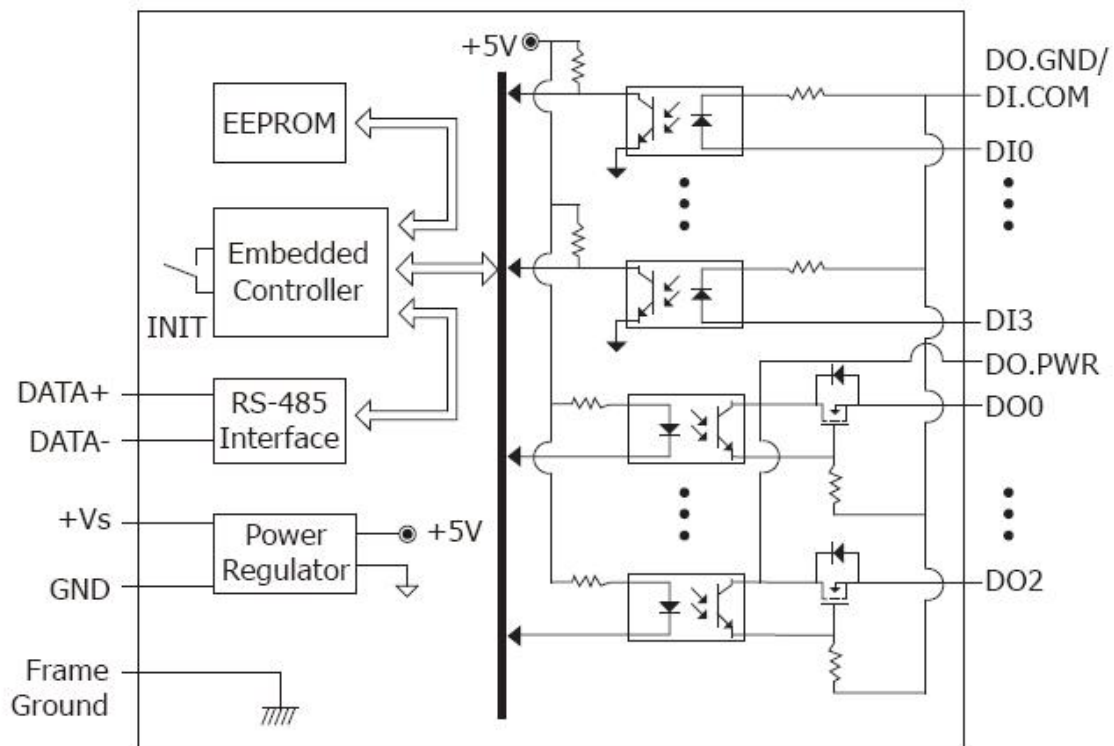 +5V
EEPROM
Embedded
Controller
INIT
DATA+
DATA-
RS-485
Interface
+Vs
GND
Power
Regulator
+5V
Frame
Ground
DO.GND/
DI.COM
DI0
DI3
DO.PWR
DO0
DO2